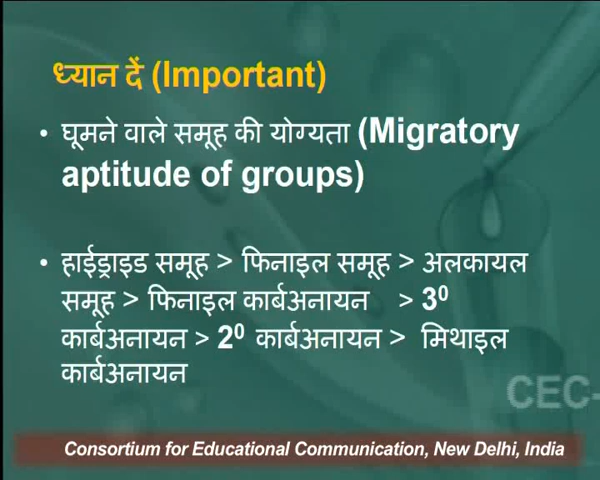 ध्यान दें (Important)
• घूमने वाले समूह की योग्यता (Migratory
aptitude of groups)
• हाईड्राइड समूह > फिनाइल समूह > अलकायल
समूह > फिनाइल कार्बअनायन > 3⁰
कार्बअनायन > 2⁰ कार्बअनायन > मिथाइल
कार्बअनायन
CEC-
Consortium for Educational Communication, New Delhi, India